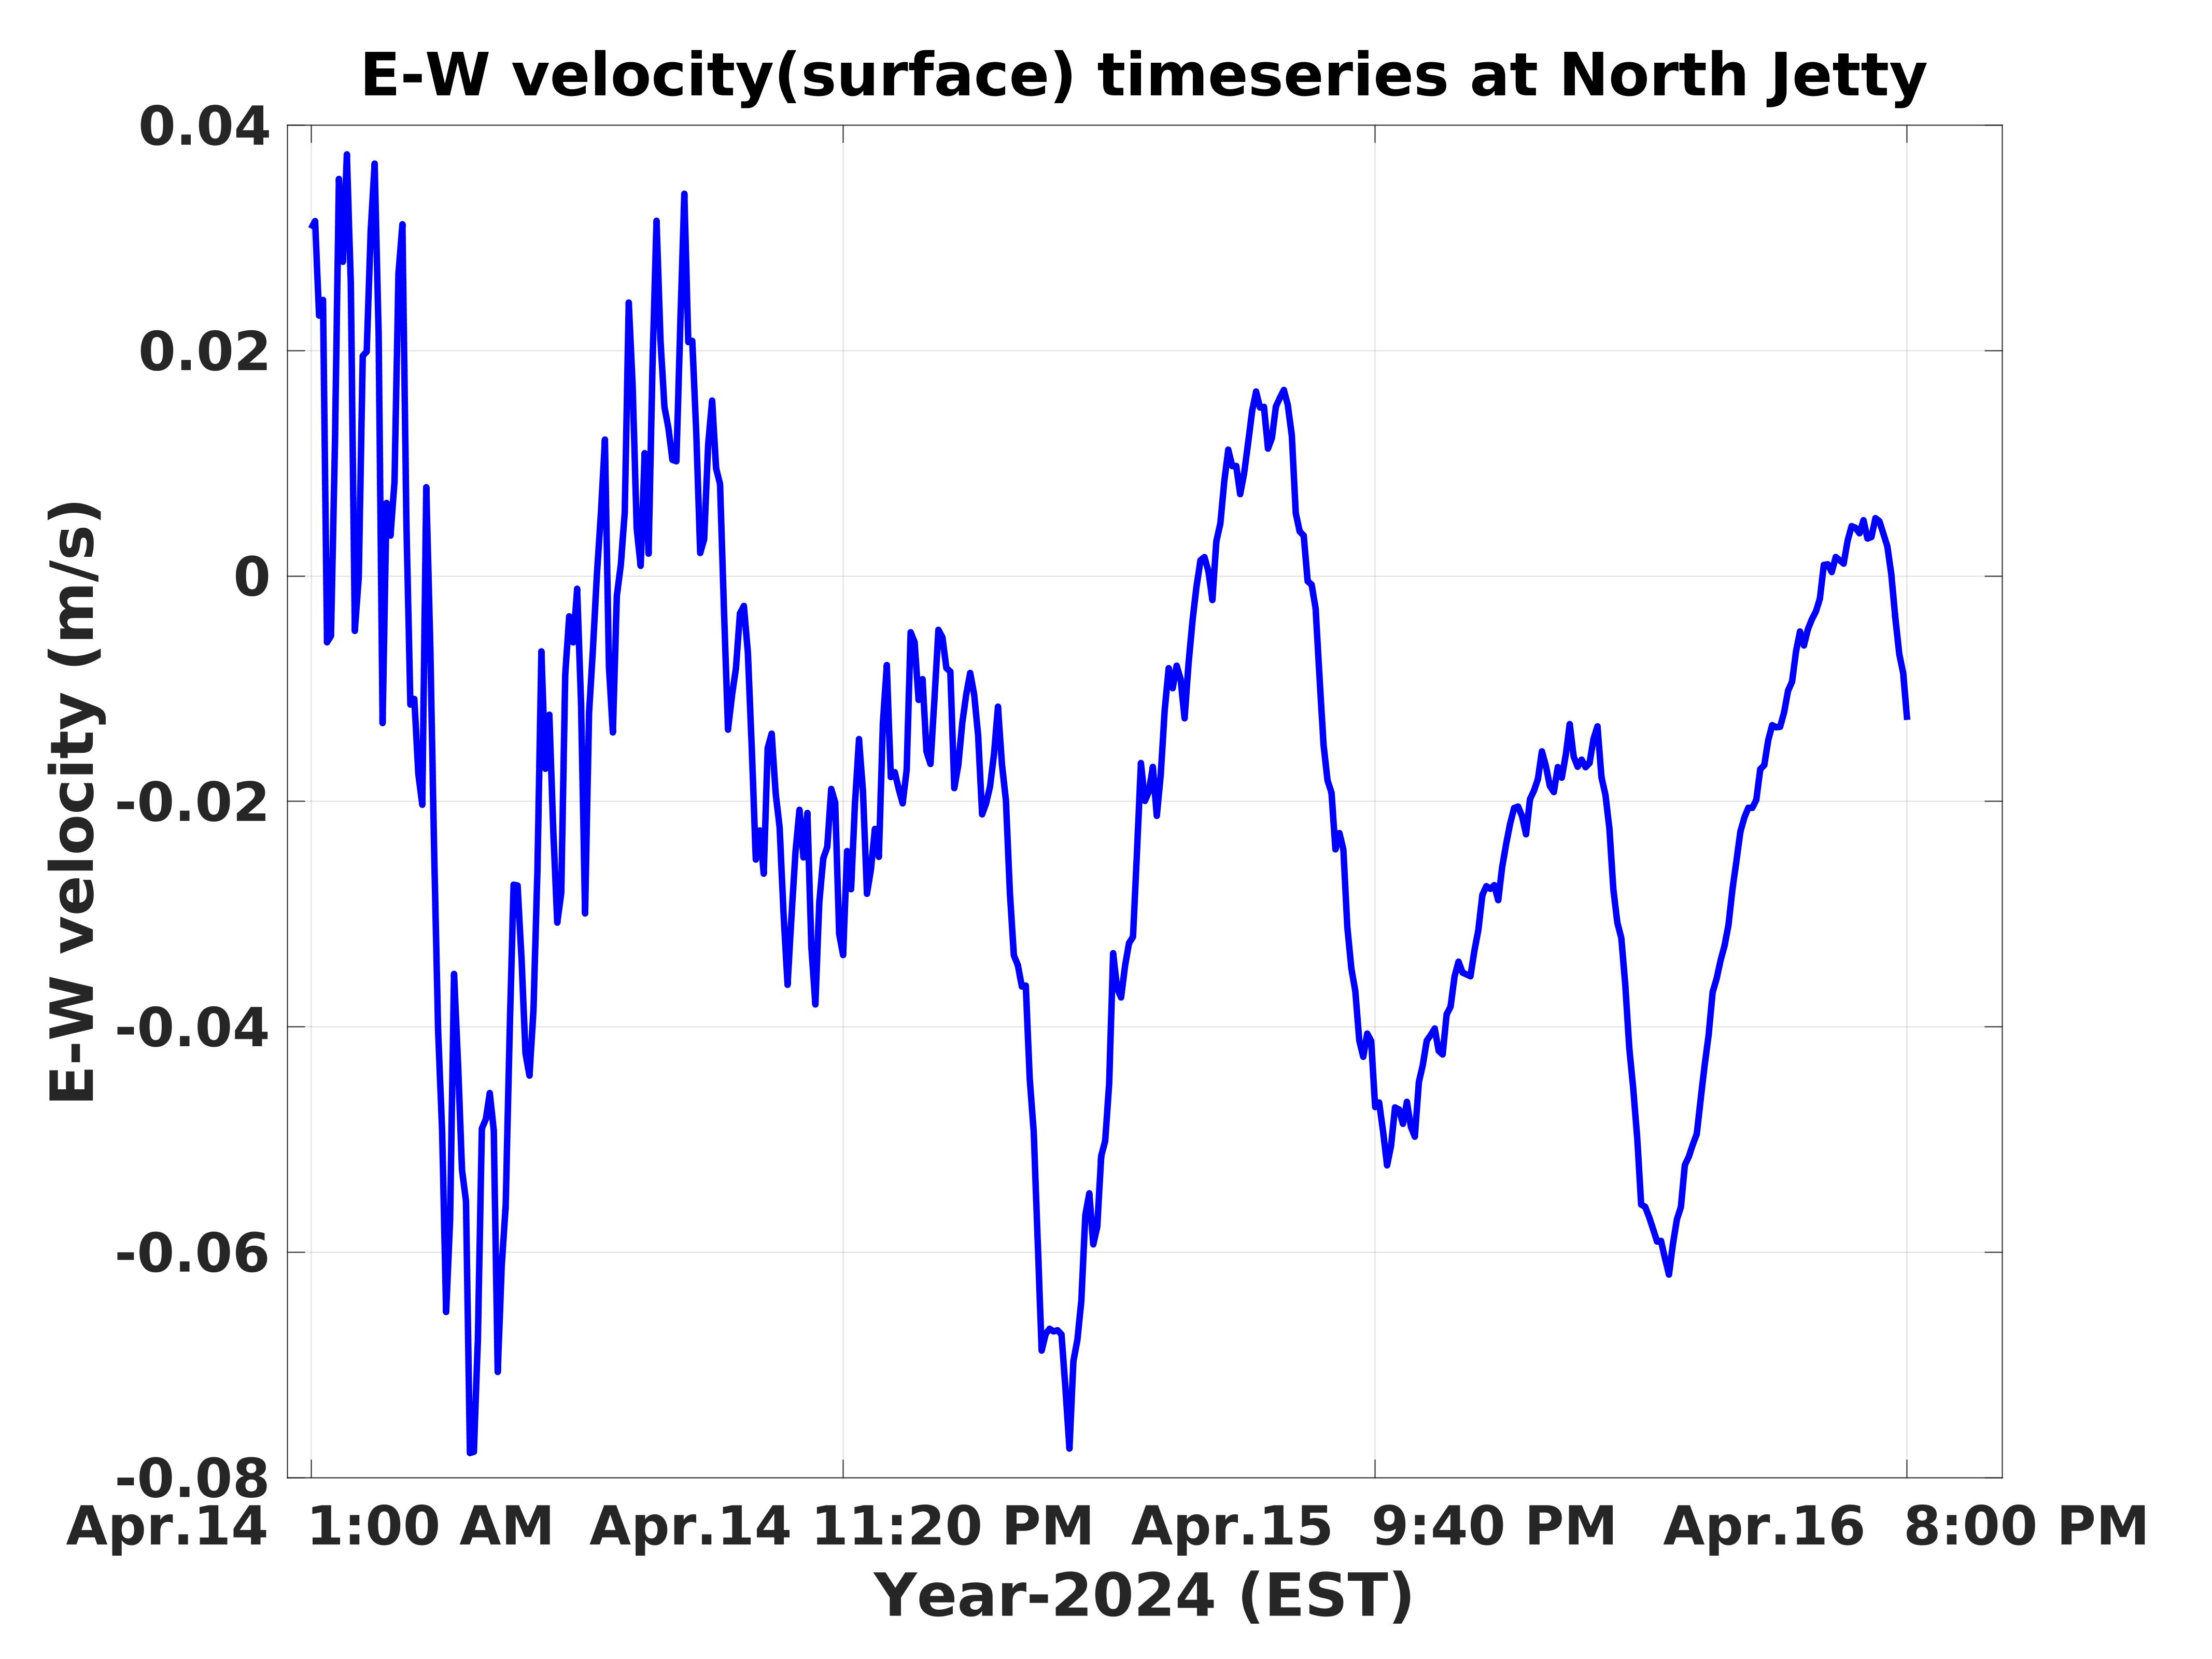 E-W velocity(surface) timeseries at North Jetty
0.04
0.02
0
-0.02
-0.04
-0.06
-0.08
E-W velocity (m/s)
Apr.14 1:00 AM Apr.14 11:20 PM Apr.15 9:40 PM Apr.16 8:00 PM
Year-2024 (EST)